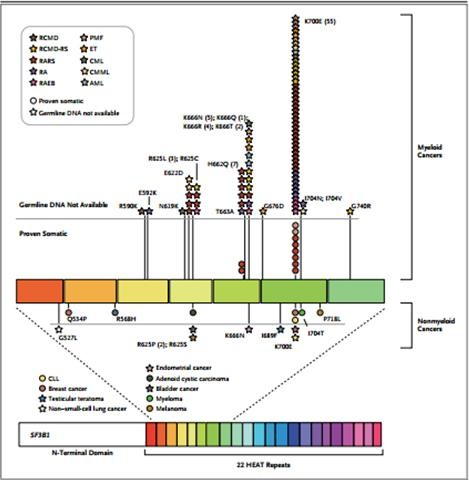 K700E (55)
RCMD
PMF
RCMD-RS
ET
RARS
CML
RA
CMML
RAEB
AML
Proven somatic
Germline DNA not available
K666N (5); K666Q (1);
K666R (4); K666T (2)
Myeloid
Cancers
R625L (3); R625C
H662Q (7)
E622D
E592K
Germline DNA Not Available
R590K
N619K
T663A
G676D
I704N; I704V
G740R
Proven Somatic
Nonmyeloid
Cancers
Q534P
R568H
P718L
G527L
R625P (2); R625S
K666N
I689F
K700E
I704T
CLL
Breast cancer
Testicular teratoma
Non–small-cell lung cancer
Endometrial cancer
Adenoid cystic carcinoma
Bladder cancer
Myeloma
Melanoma
SF3B1
N-Terminal Domain
22 HEAT Repeats